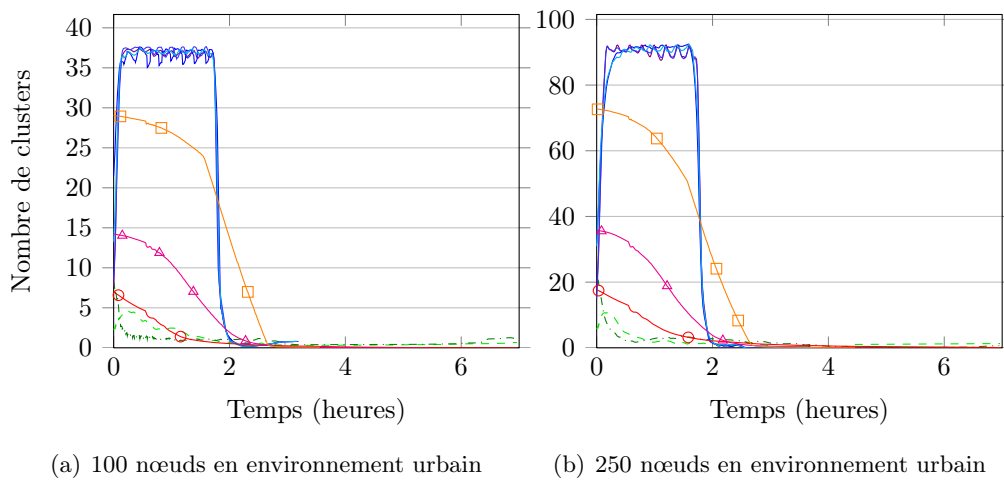 Nombre de clusters
40
35
30
25
20
15
10
5
0
0 2 4 6
Temps (heures)
(a) 100 nœuds en environnement urbain
100
80
60
40
20
0
0 2 4 6
Temps (heures)
(b) 250 nœuds en environnement urbain